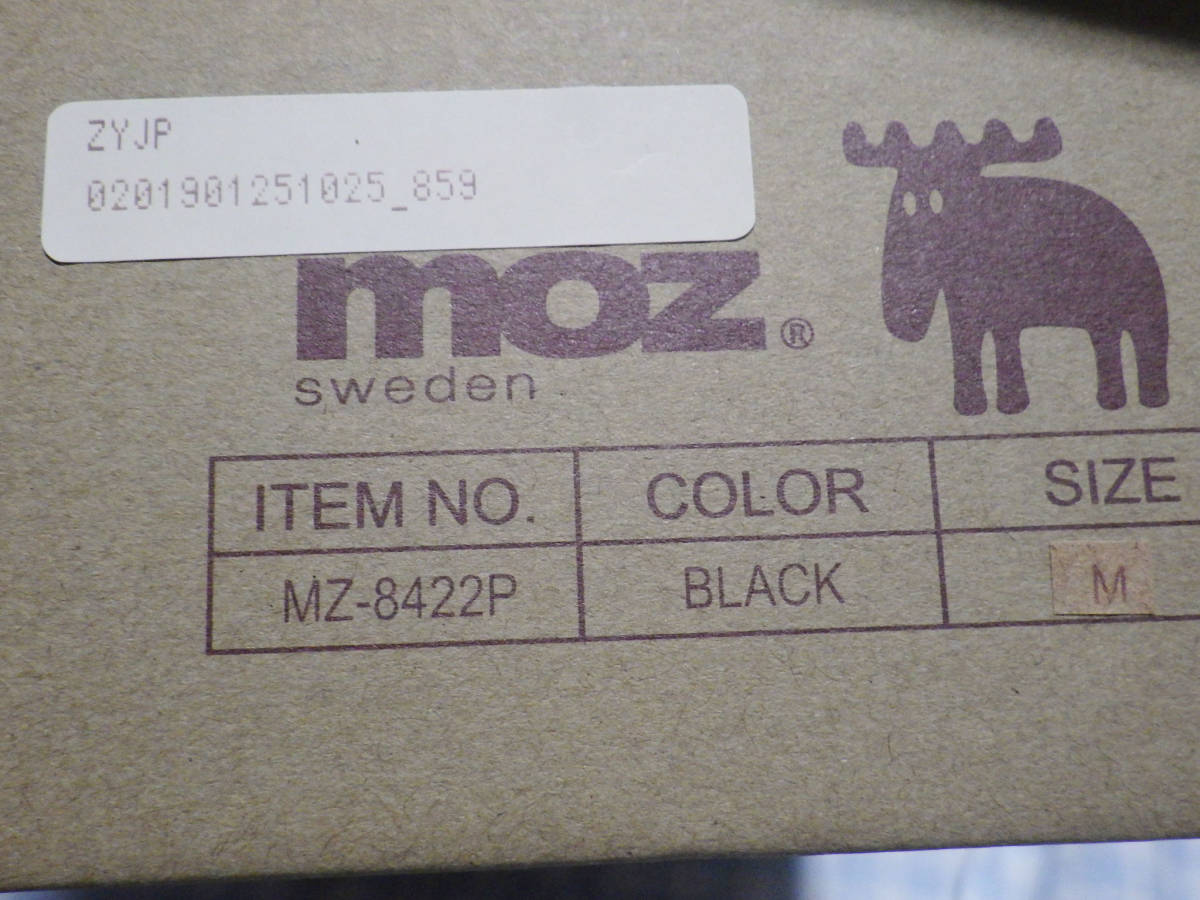 ZYJP
0201901251025_859
moz®
sweden
ITEM NO. COLOR SIZE
MZ-8422P BLACK M